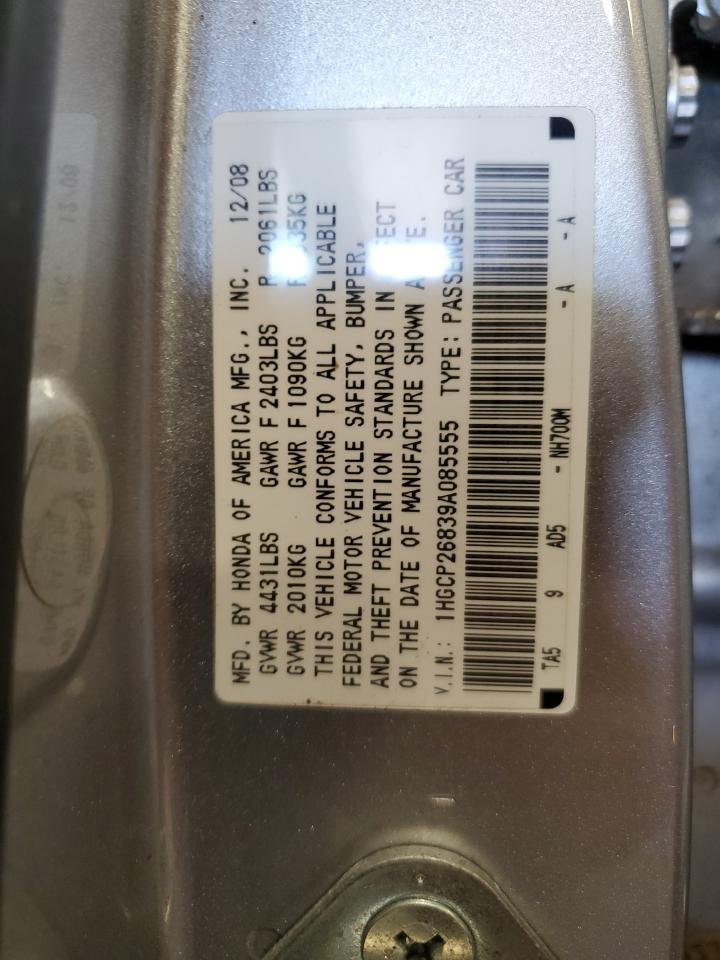 MFD. BY HONDA OF AMERICA MFG., INC. 12/08
GVWR 4431LBS GAWR F 2403LBS R 2061LBS
GVWR 2010KG GAWR F 1090KG
THIS VEHICLE CONFORMS TO ALL APPLICABLE
FEDERAL MOTOR VEHICLE SAFETY, BUMPER,
AND THEFT PREVENTION STANDARDS IN
ON THE DATE OF MANUFACTURE SHOWN
V.I.N.: 1HGCP26839A085555 TYPE: PASSENGER CAR
TA5 9 AD5 - NH700M - A - A